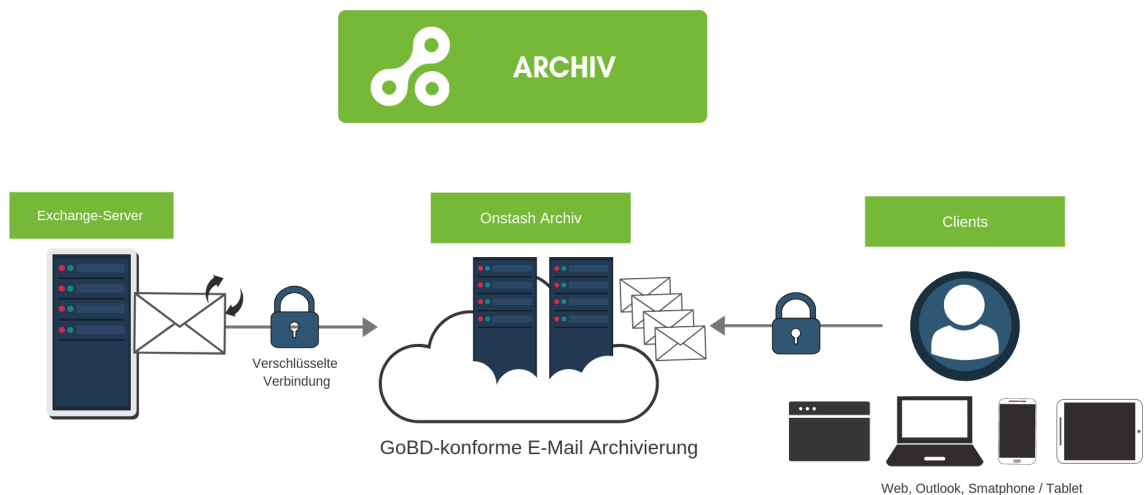 ARCHIV
Exchange-Server
Onstash Archiv
Clients
Verschlüsselte
Verbindung
GoBD-konforme E-Mail Archivierung
Web, Outlook, Smatphone / Tablet